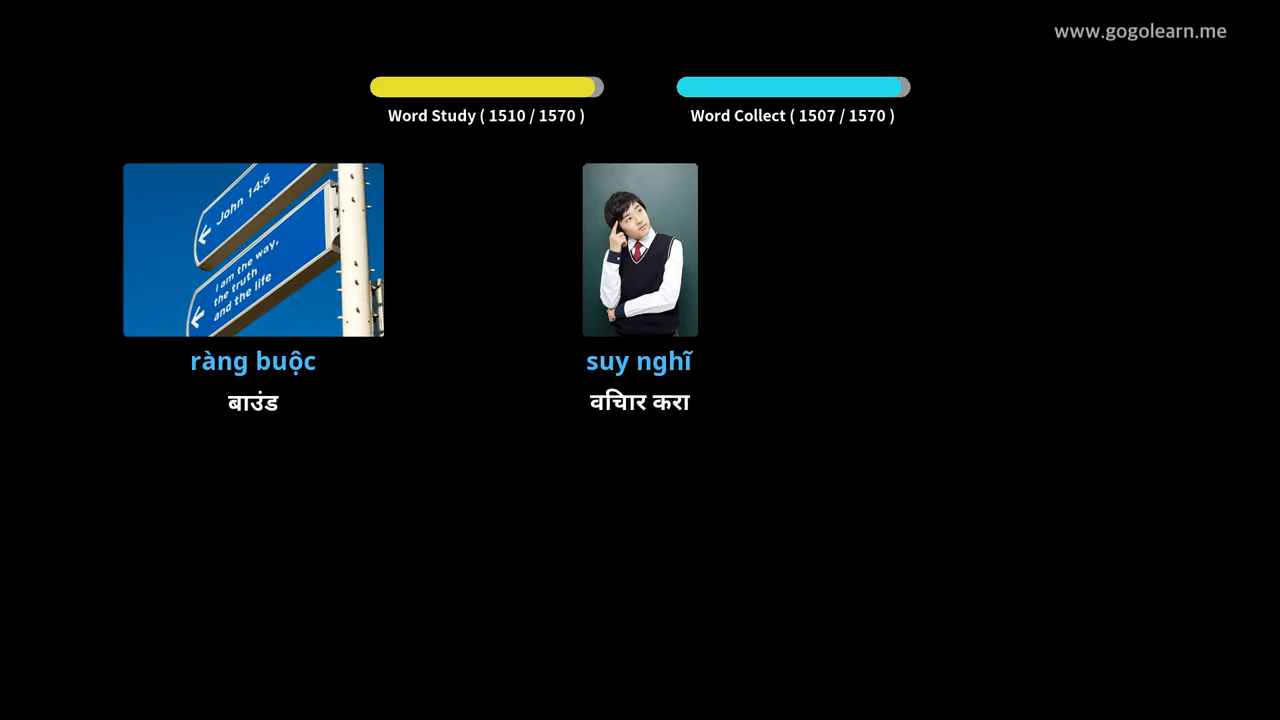 www.gogolearn.me
Word Study ( 1510 / 1570 )
Word Collect ( 1507 / 1570 )
John 14:6
I am the way,
the truth
and the life
ràng buộc
suy nghĩ
बाउंड
विचार करा